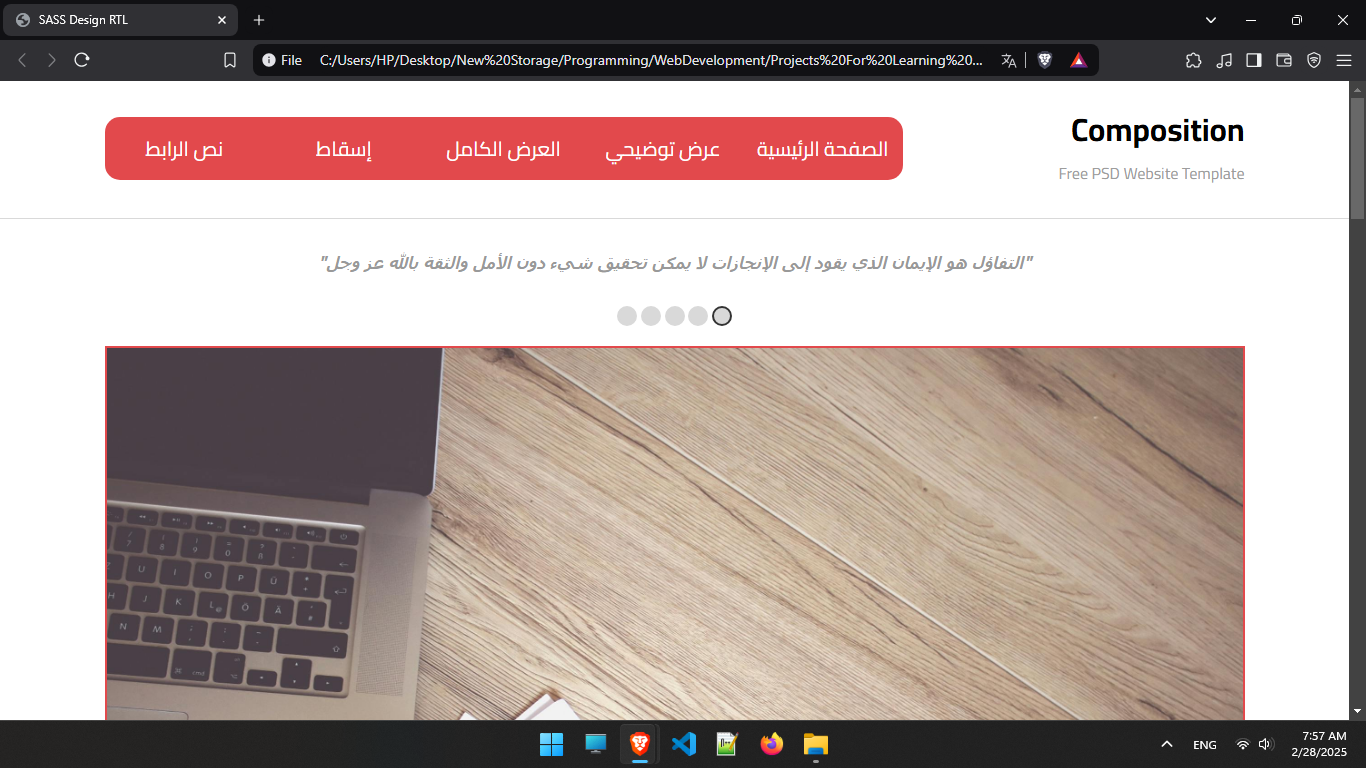 SASS Design RTL
File C:/Users/HP/Desktop/New%20Storage/Programming/WebDevelopment/Projects%20For%20Learning%20...
Composition
Free PSD Website Template
الصفحة الرئيسية عرض توضيحي العرض الكامل إسقاط نص الرابط
"التفاؤل هو الإيمان الذي يقود إلى الإنجازات لا يمكن تحقيق شيء دون الأمل والثقة بالله عز وجل"
ENG
7:57 AM
2/28/2025